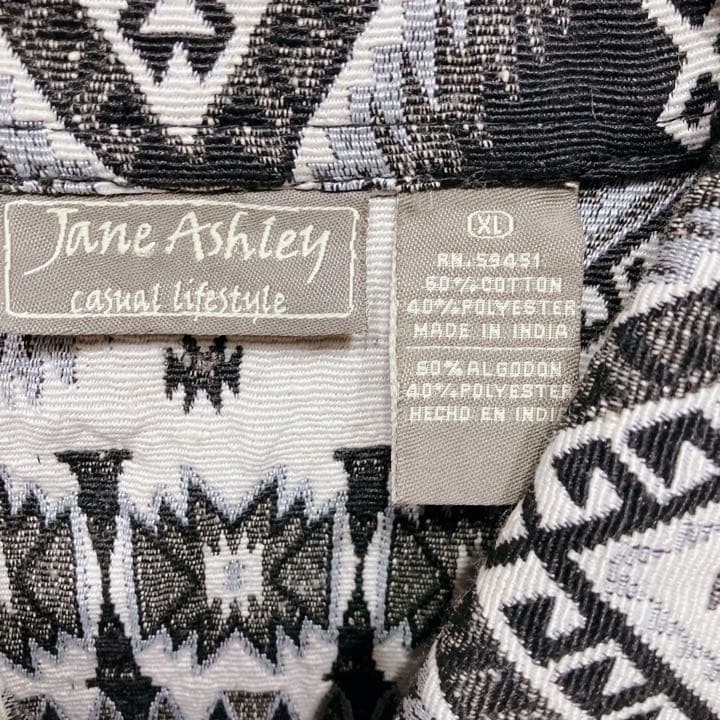 Jane Ashley
casual lifestyle
XL
RN.59451
60%COTTON
40%POLYESTER
MADE IN INDIA
60%ALGODON
40%POLYESTER
HECHO EN INDIA